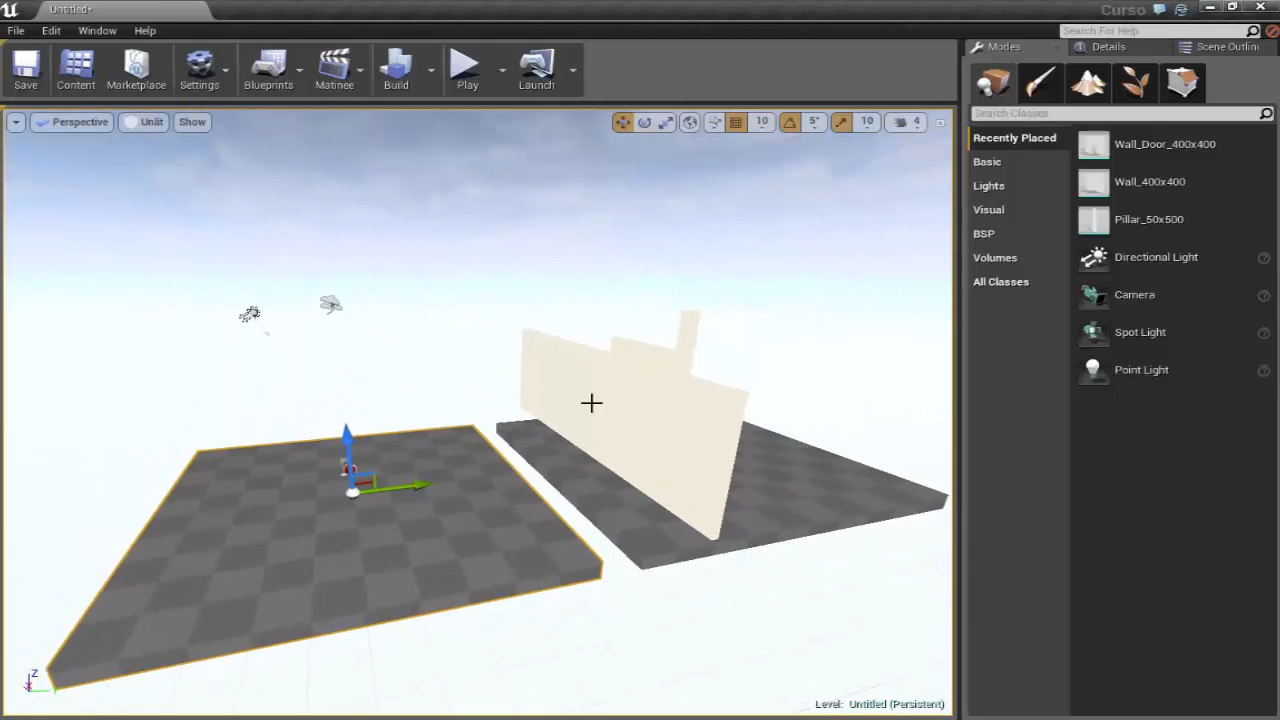 Untitled*
Curso
File Edit Window Help
Search For Help
Save Content Marketplace Settings Blueprints Matinee Build Play Launch
Modes Details Scene Outlin
Search Classes
Perspective Unlit Show
10 5° 10 4
Recently Placed
Basic
Lights
Visual
BSP
Volumes
All Classes
Wall_Door_400x400
Wall_400x400
Pillar_50x500
Directional Light
Camera
Spot Light
Point Light
Z
Level: Untitled (Persistent)